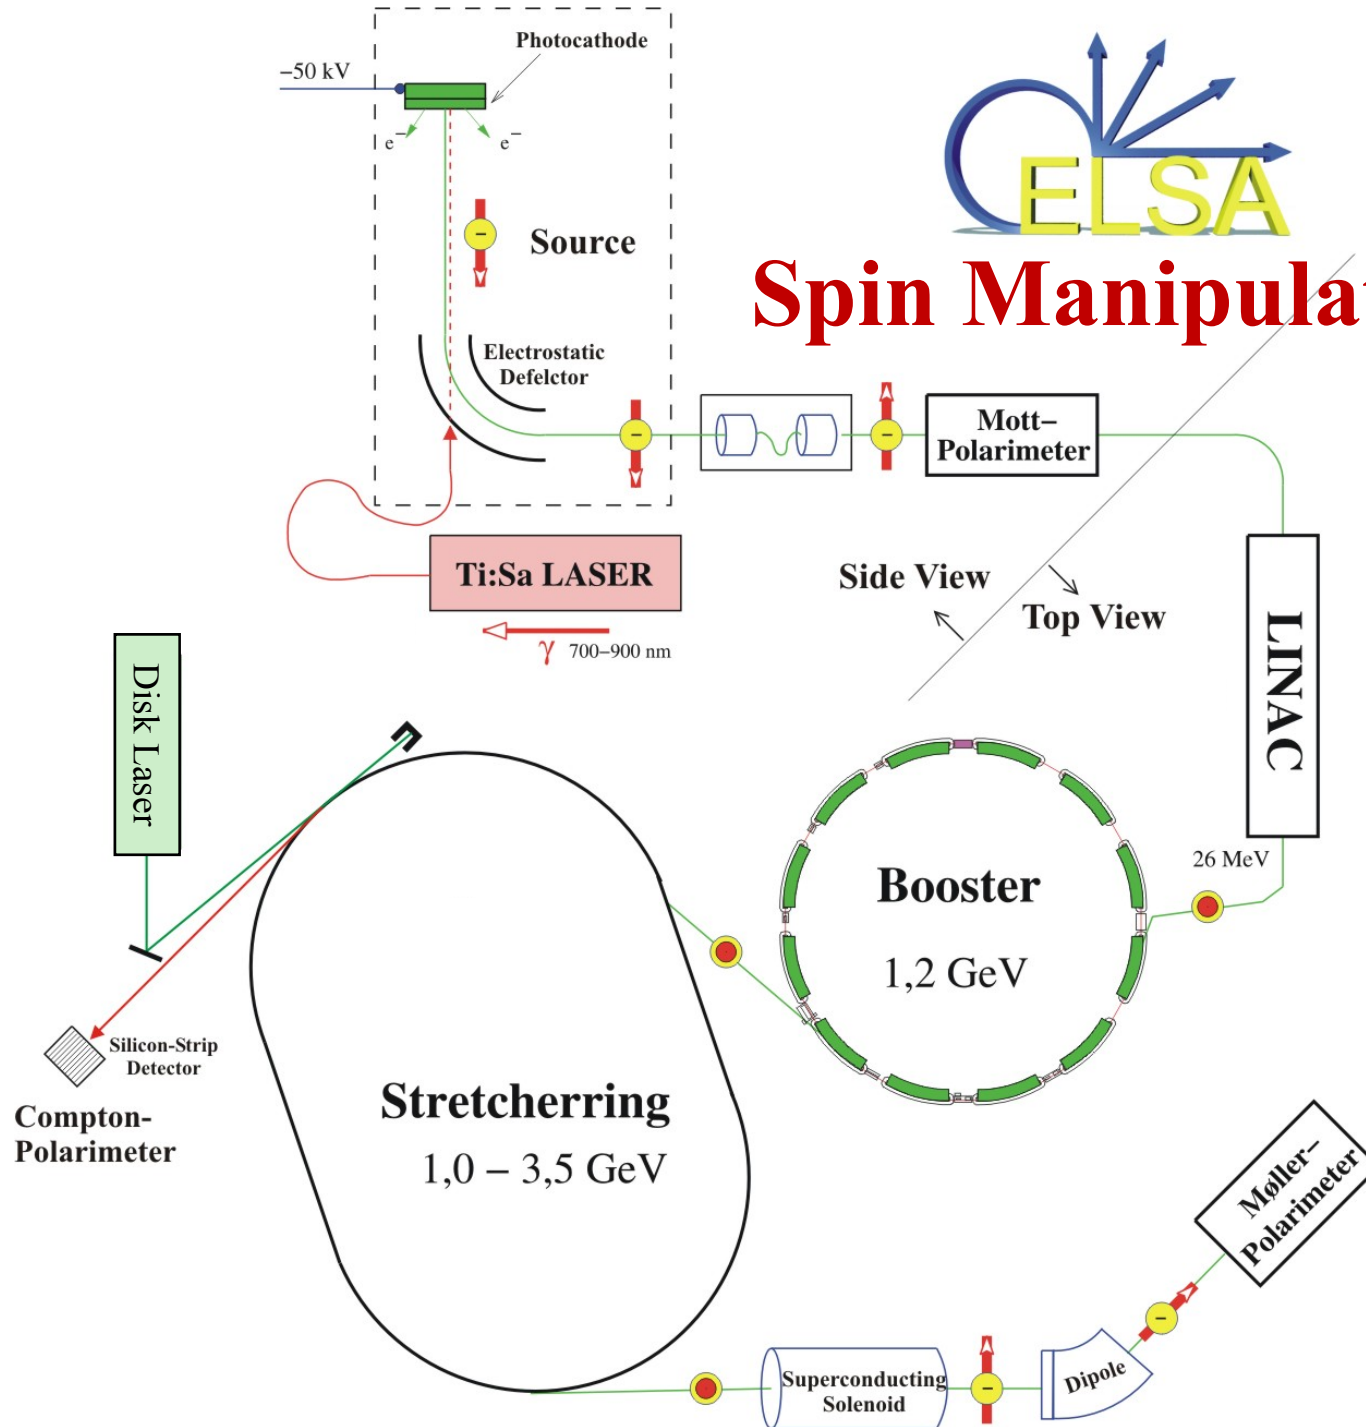 Photocathode
−50 kV
e−
e−
Source
ELSA
Spin Manipulat
Electrostatic
Defelctor
−
−
−
Mott−
Polarimeter
Ti:Sa LASER
γ 700−900 nm
Side View
Top View
LINAC
26 MeV
Disk Laser
Booster
1,2 GeV
Silicon-Strip
Detector
Compton-
Polarimeter
Stretcherring
1,0 − 3,5 GeV
Møller−
Polarimeter
−
Superconducting
Solenoid
−
Dipole